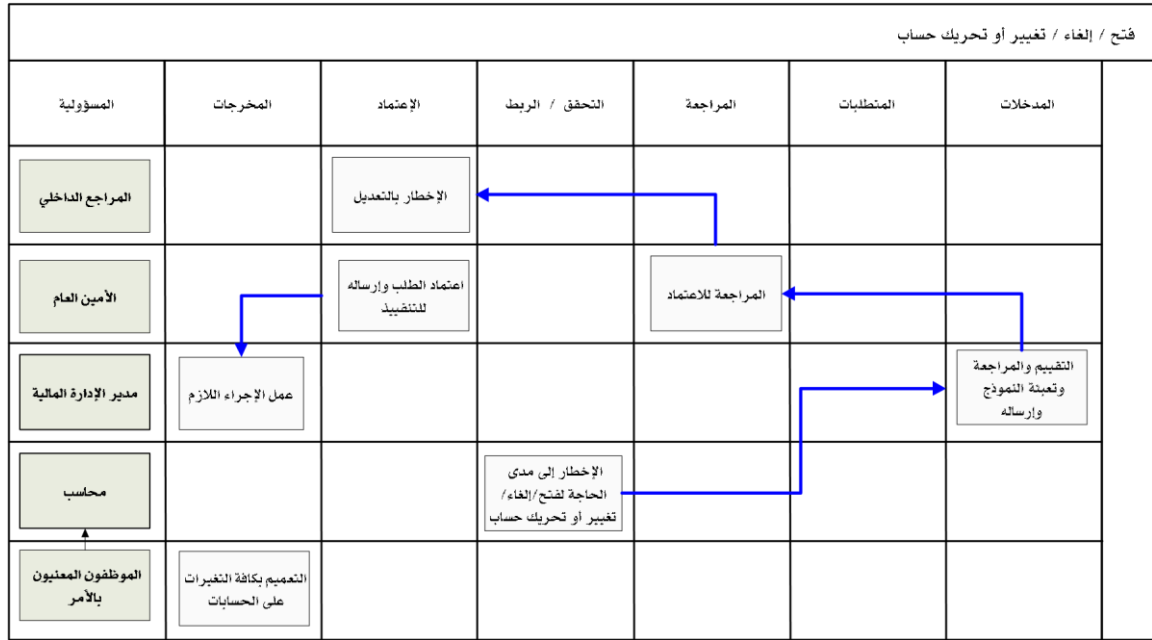 فتح / إلغاء / تغيير أو تحريك حساب
المدخلات
المتطلبات
المراجعة
التحقق / الربط
الإعتماد
المخرجات
المسؤولية
الإخطار بالتعديل
المراجع الداخلي
المراجعة للاعتماد
اعتماد الطلب وإرساله
للتنفييذ
الأمين العام
التقييم والمراجعة
وتعبئة النموذج
وإرساله
عمل الإجراء اللازم
مدير الإدارة المالية
الإخطار إلى مدى
الحاجة لفتح/إلغاء/
تغيير أو تحريك حساب
محاسب
التعميم بكافة التغيرات
على الحسابات
الموظفون المعنيون
بالأمر